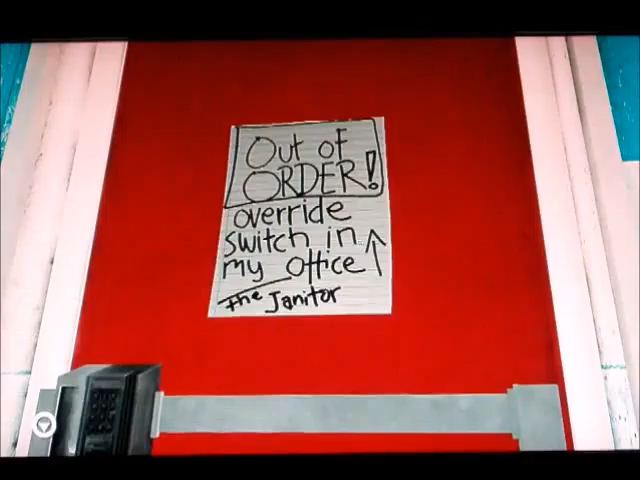 Out of
ORDER!
override
switch in
my office
The Janitor